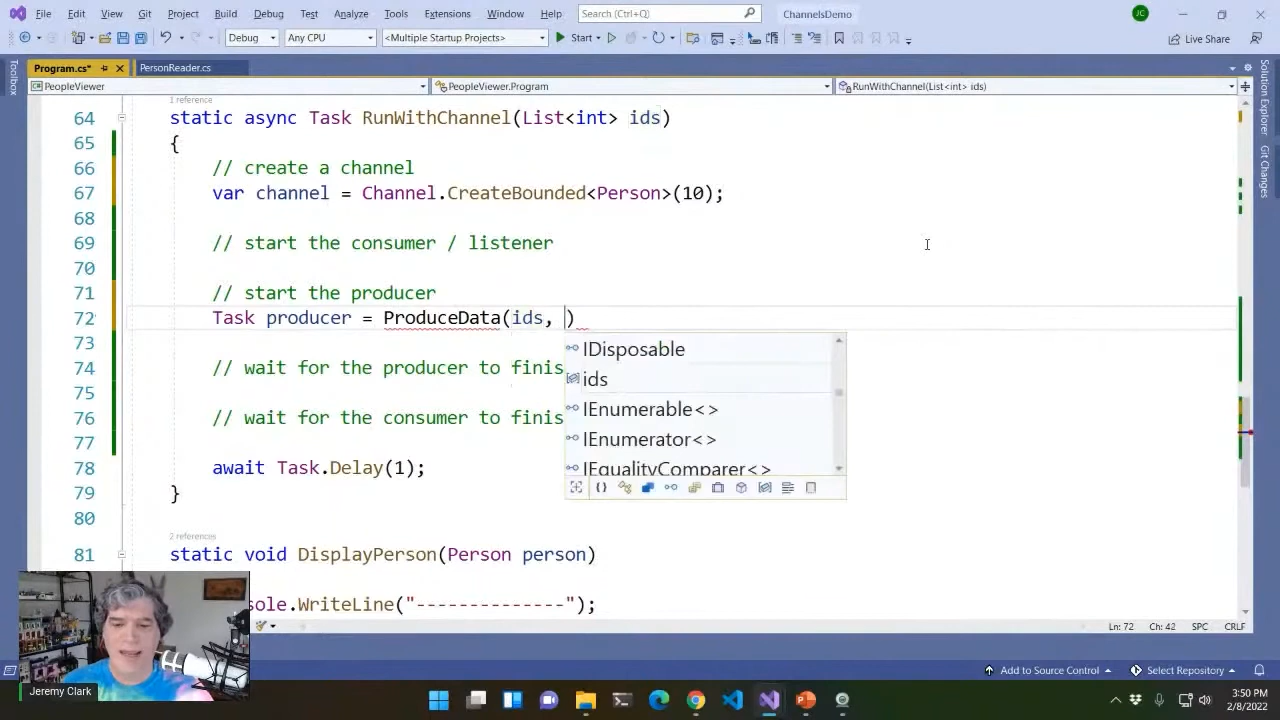 File Edit View Git Project Build Debug Test Analyze Tools Extensions Window Help Search (Ctrl+Q) ChannelsDemo JC
Debug Any CPU <Multiple Startup Projects> Start Live Share
Program.cs* PersonReader.cs
PeopleViewer PeopleViewer.Program RunWithChannel(List<int> ids)
Toolbox
Solution Explorer
Git Changes
1 reference
64 static async Task RunWithChannel(List<int> ids)
65 {
66 // create a channel
67 var channel = Channel.CreateBounded<Person>(10);
68
69 // start the consumer / listener
70
71 // start the producer
72 Task producer = ProduceData(ids, )
73
IDisposable
74 // wait for the producer to finis
ids
75
IEnumerable<>
76 // wait for the consumer to finis
IEnumerator<>
77
IEqualityComparer<>
78 await Task.Delay(1);
79 }
80
2 references
81 static void DisplayPerson(Person person)
sole.WriteLine("--------------");
Ln: 72 Ch: 42 SPC CRLF
Add to Source Control Select Repository
Jeremy Clark
3:50 PM
2/8/2022